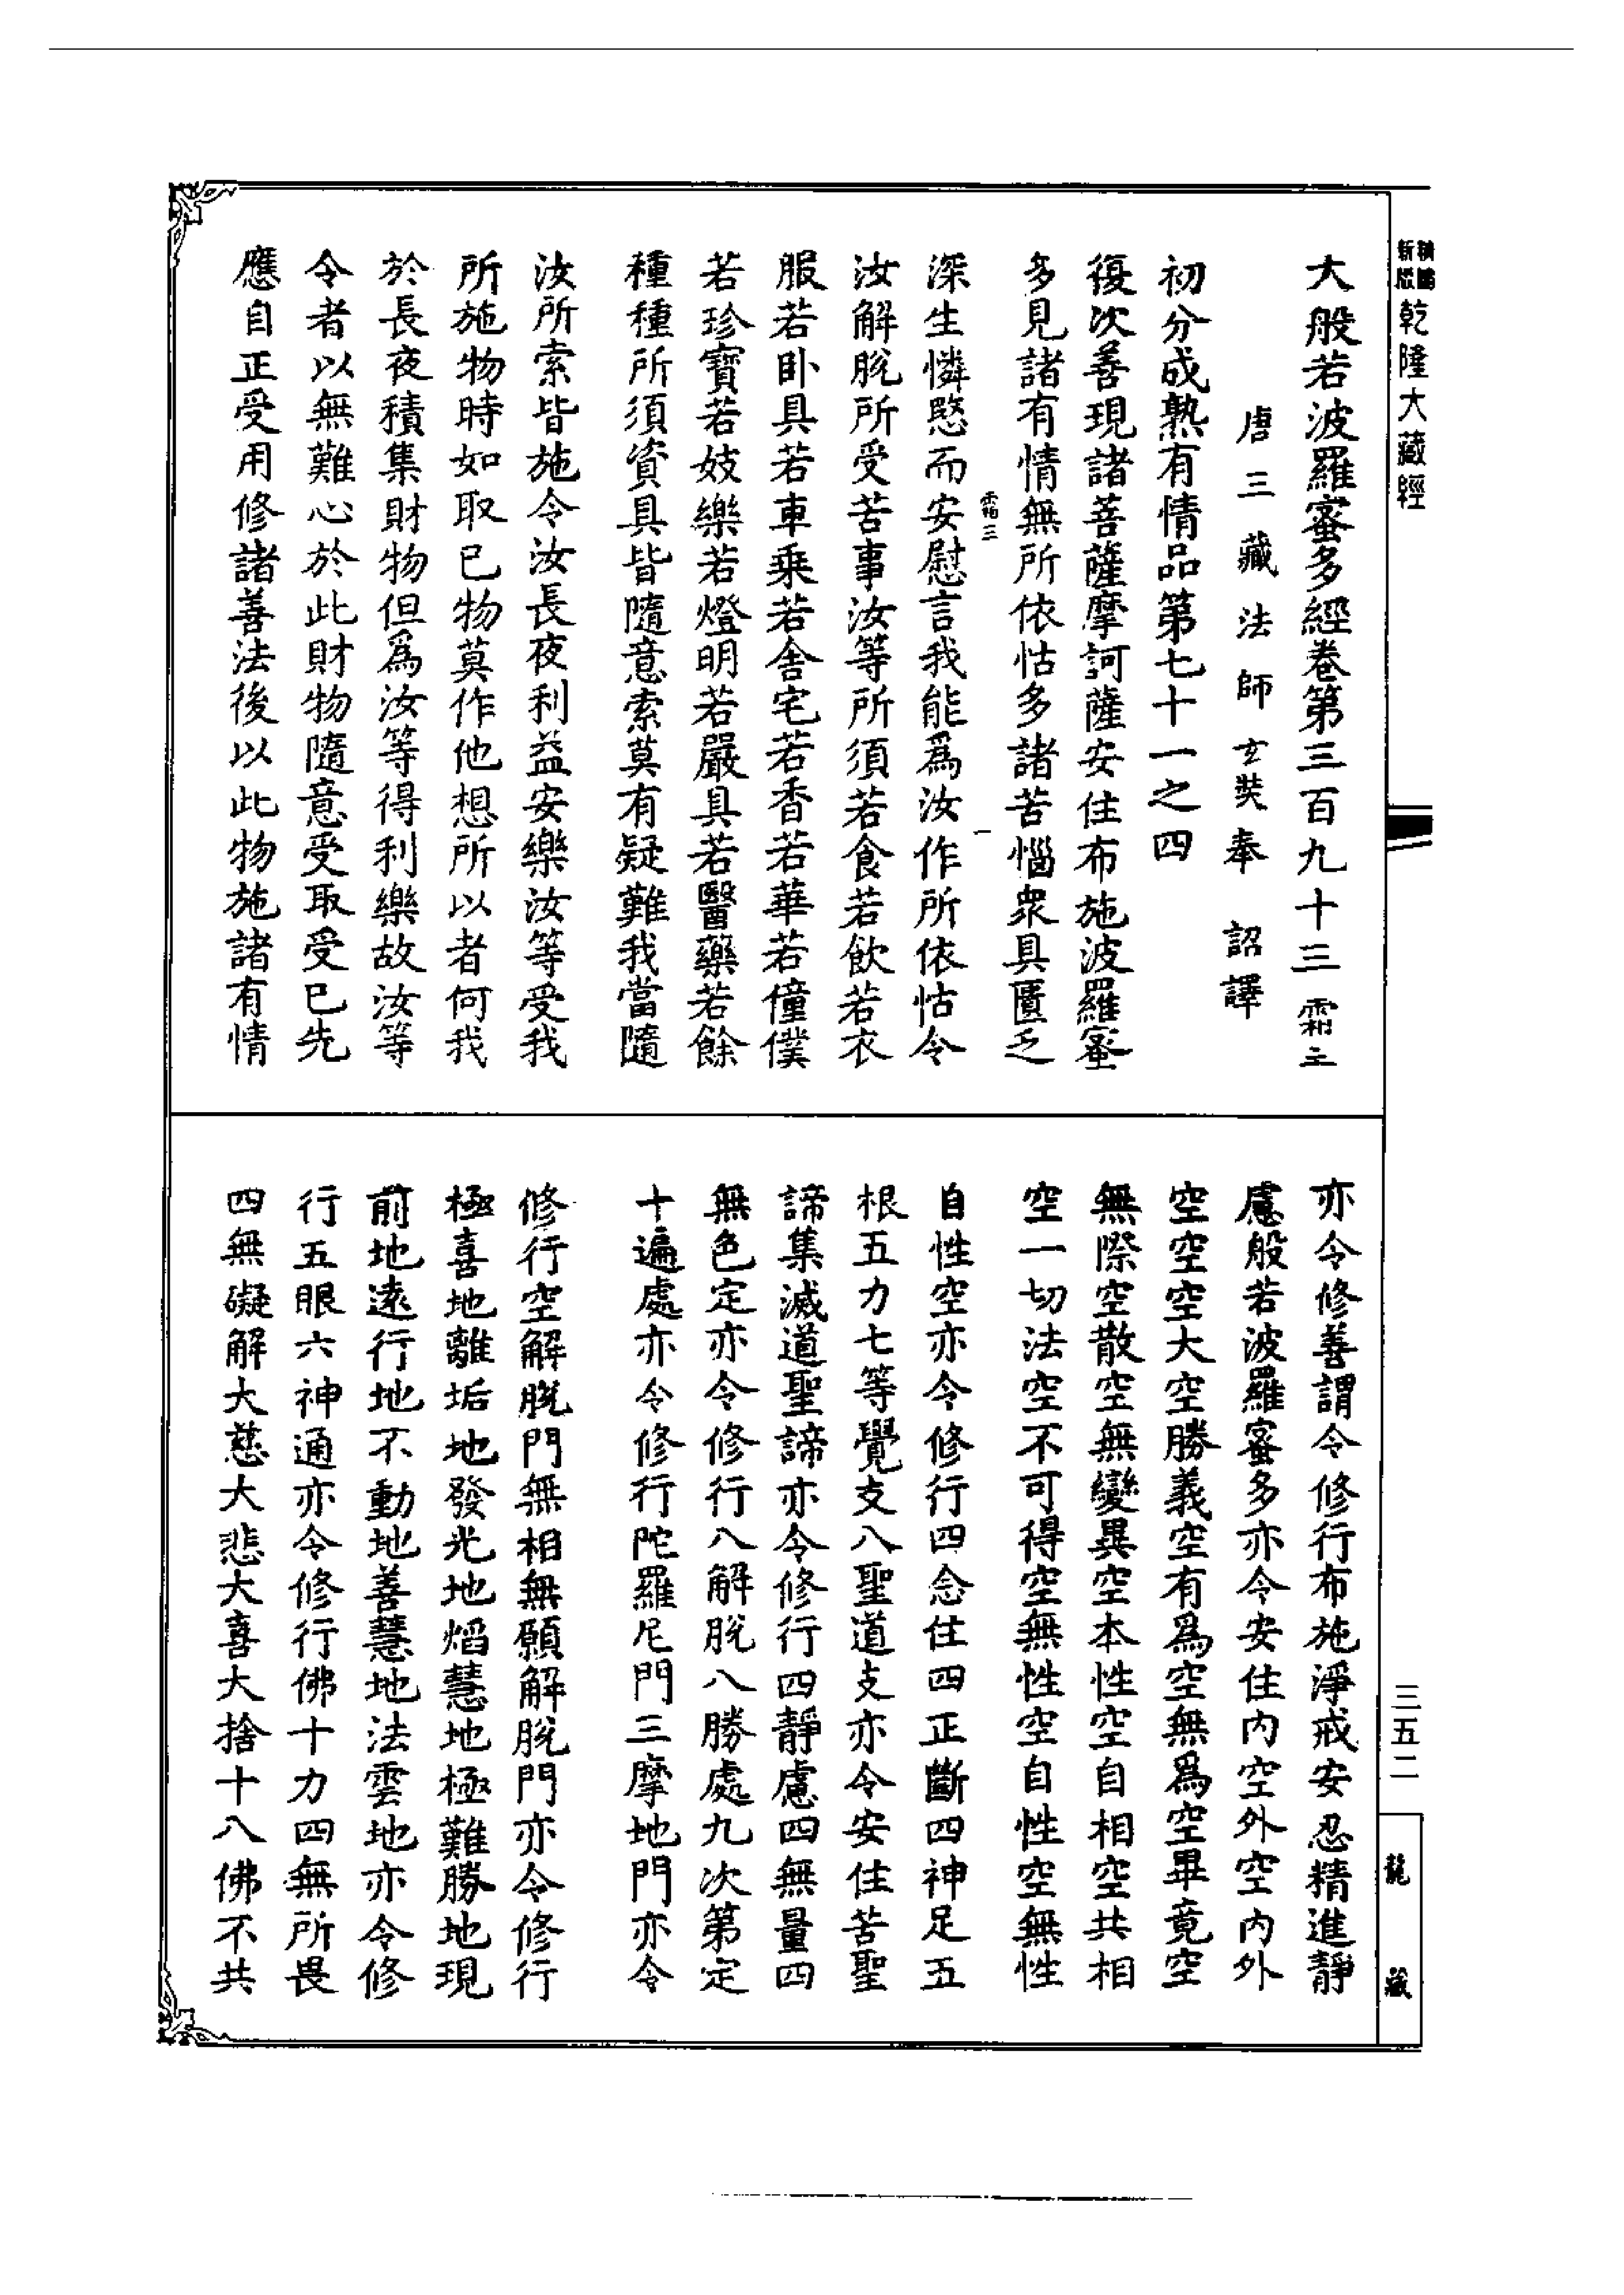 新版
乾隆大藏經
大般若波羅蜜多經卷第三百九十三 霜三
唐三藏法師玄奘奉 詔譯
初分成熟有情品第七十一之四
復次善現諸菩薩摩訶薩安住布施波羅蜜
多見諸有情無所依怙多諸苦惱眾具匱乏
霜三 一
深生憐愍而安慰言我能爲汝作所依怙令
汝解脫所受苦事汝等所須若食若飲若衣
服若卧具若車乘若舍宅若香若華若僮僕
若珍寶若妓樂若燈明若嚴具若醫藥若餘
種種所須資具皆隨意索莫有疑難我當隨
汝所索皆施令汝長夜利益安樂汝等受我
所施物時如取已物莫作他想所以者何我
於長夜積集財物但爲汝等得利樂故汝等
令者以無難心於此財物隨意受取受已先
應自正受用修諸善法後以此物施諸有情
亦令修善謂令修行布施淨戒安忍精進靜
慮般若波羅蜜多亦令安住內空外空內外
空空空大空勝義空有爲空無爲空畢竟空
無際空散空無變異空本性空自相空共相
空一切法空不可得空無性空自性空無性
自性空亦令修行四念住四正斷四神足五
根五力七等覺支八聖道支亦令安住苦聖
諦集滅道聖諦亦令修行四靜慮四無量四
無色定亦令修行八解脫八勝處九次第定
十遍處亦令修行陀羅尼門三摩地門亦令
修行空解脫門無相無願解脫門亦令修行
極喜地離垢地發光地焰慧地極難勝地現
前地遠行地不動地善慧地法雲地亦令修
行五眼六神通亦令修行佛十力四無所畏
四無礙解大慈大悲大喜大捨十八佛不共
三五二
龍藏